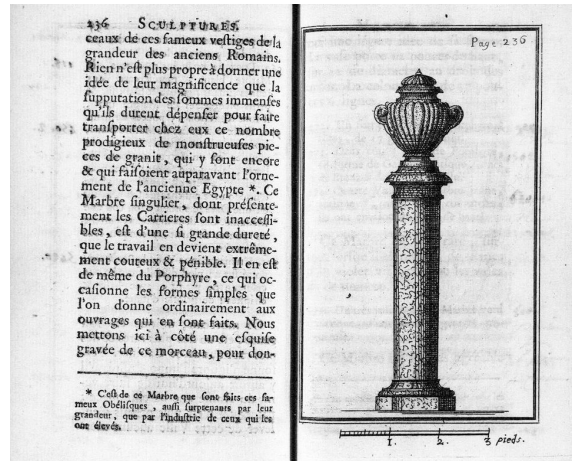 236 SCULPTURES.
ceaux de ces fameux veſtiges de la
grandeur des anciens Romains.
Rien n'eſt plus propre à donner une
idée de leur magnificence que la
ſupputation des ſommes immenſes
qu'ils durent dépenſer pour faire
tranſporter chez eux ce nombre
prodigieux de monſtrueuſes pie-
ces de granit, qui y ſont encore
& qui faiſoient auparavant l'orne-
ment de l'ancienne Egypte *. Ce
Marbre ſingulier, dont préſente-
ment les Carrieres ſont inacceſſi-
bles, eſt d'une ſi grande dureté,
que le travail en devient extrême-
ment couteux & pénible. Il en eſt
de même du Porphyre, ce qui oc-
caſionne les formes ſimples que
l'on donne ordinairement aux
ouvrages qui en ſont faits. Nous
mettons ici à côté une eſquiſe
gravée de ce morceau, pour don-
* C'eſt de ce Marbre que ſont faits ces fa-
meux Obéliſques, auſſi ſurprenants par leur
grandeur, que par l'induſtrie de ceux qui les
ont élevés.
Page 236
1. 2. 3 pieds.